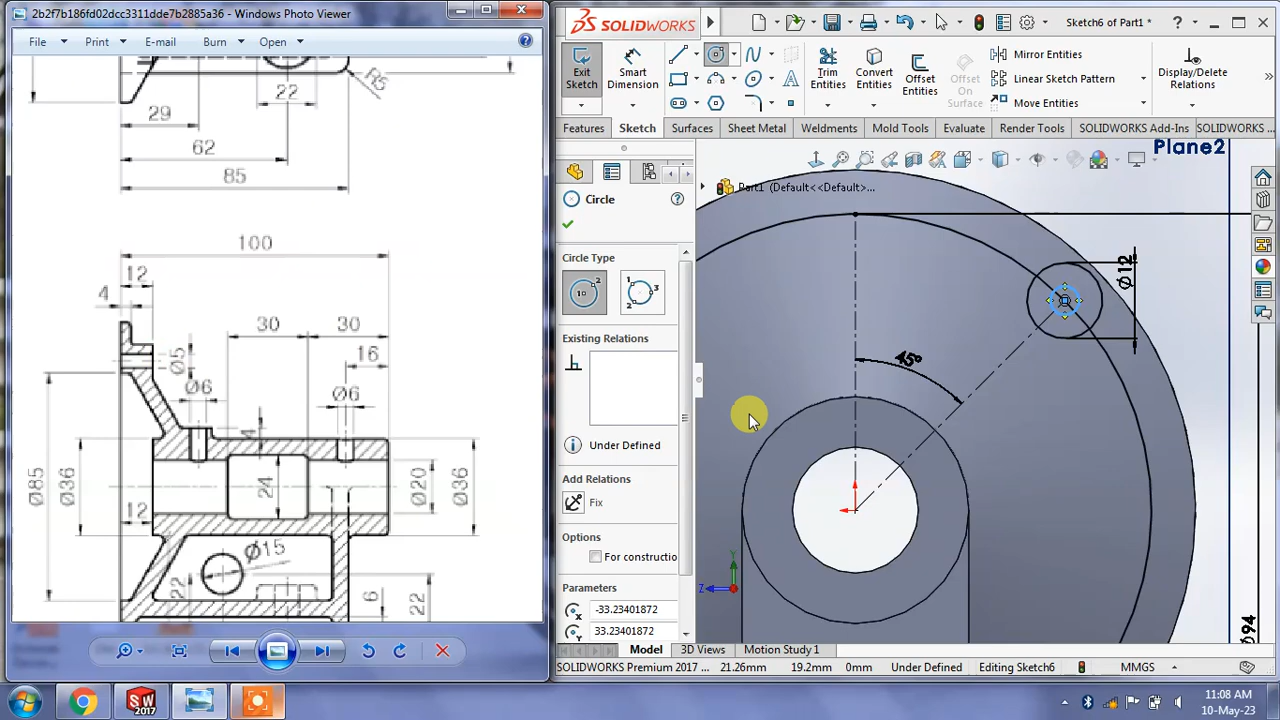 2b2f7b186fd02dcc3311dde7b2885a36 - Windows Photo Viewer
File
Print
E-mail
Burn
Open
R6
22
29
62
85
100
12
4
30
30
16
Ø5
Ø6
Ø6
4
Ø85
Ø36
24
Ø20
Ø36
12
Ø15
22
6
22
SOLIDWORKS
Sketch6 of Part1 *
Exit Sketch
Smart Dimension
Trim Entities
Convert Entities
Offset Entities
Offset On Surface
Mirror Entities
Linear Sketch Pattern
Move Entities
Display/Delete Relations
Features
Sketch
Surfaces
Sheet Metal
Weldments
Mold Tools
Evaluate
Render Tools
SOLIDWORKS Add-Ins
SOLIDWORKS ...
Plane2
Part1 (Default<<Default>...
Circle
Circle Type
Existing Relations
Under Defined
Add Relations
Fix
Options
For constructio
Parameters
-33.23401872
33.23401872
Ø12
45°
Ø94
Y
Z
Model
3D Views
Motion Study 1
SOLIDWORKS Premium 2017 ...
21.26mm
19.2mm
0mm
Under Defined
Editing Sketch6
MMGS
SW
2017
11:08 AM
10-May-23